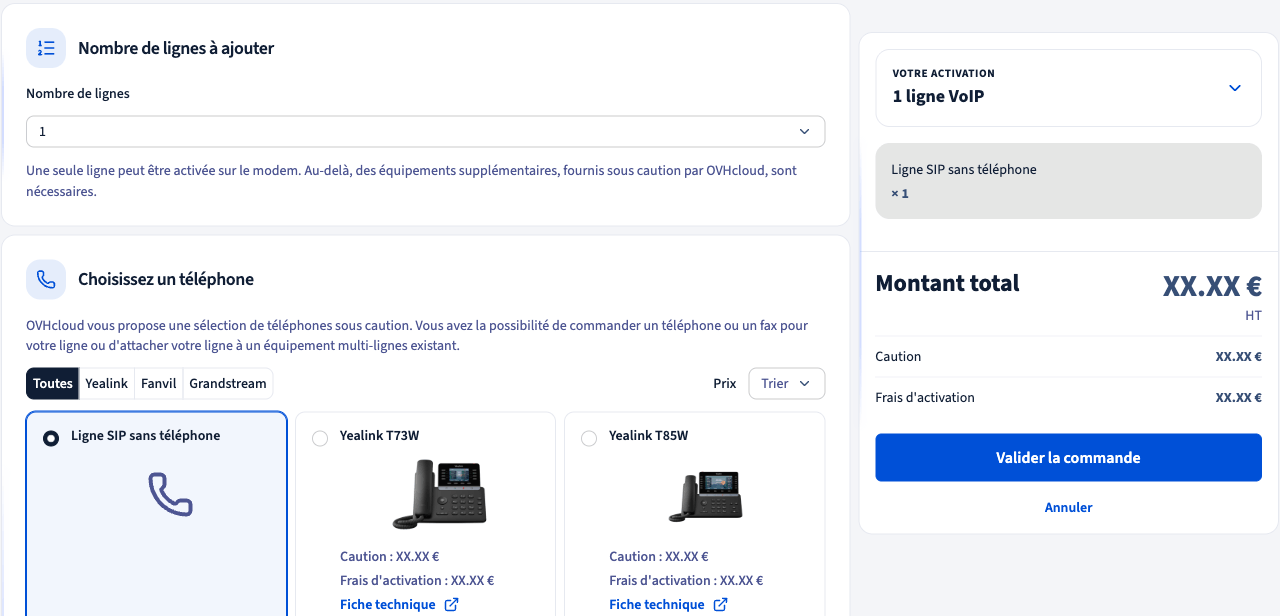 Nombre de lignes à ajouter
Nombre de lignes
1
Une seule ligne peut être activée sur le modem. Au-delà, des équipements supplémentaires, fournis sous caution par OVHcloud, sont
nécessaires.
Choisissez un téléphone
OVHcloud vous propose une sélection de téléphones sous caution. Vous avez la possibilité de commander un téléphone ou un fax pour
votre ligne ou d'attacher votre ligne à un équipement multi-lignes existant.
Toutes Yealink Fanvil Grandstream Prix Trier
Ligne SIP sans téléphone
Yealink T73W
Caution : XX.XX €
Frais d'activation : XX.XX €
Fiche technique
Yealink T85W
Caution : XX.XX €
Frais d'activation : XX.XX €
Fiche technique
VOTRE ACTIVATION
1 ligne VoIP
Ligne SIP sans téléphone
× 1
Montant total XX.XX €
HT
Caution XX.XX €
Frais d'activation XX.XX €
Valider la commande
Annuler